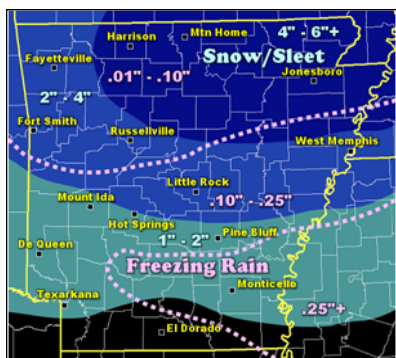 4" - 6"+
Harrison
Mtn Home
Snow/Sleet
Fayetteville
.01" - .10"
Jonesboro
2" - 4"
Fort Smith
Russellville
West Memphis
Little Rock
Mount Ida
.10" - .25"
Hot Springs
1" - 2"
Pine Bluff
De Queen
Freezing Rain
Monticello
Texarkana
.25"+
El Dorado